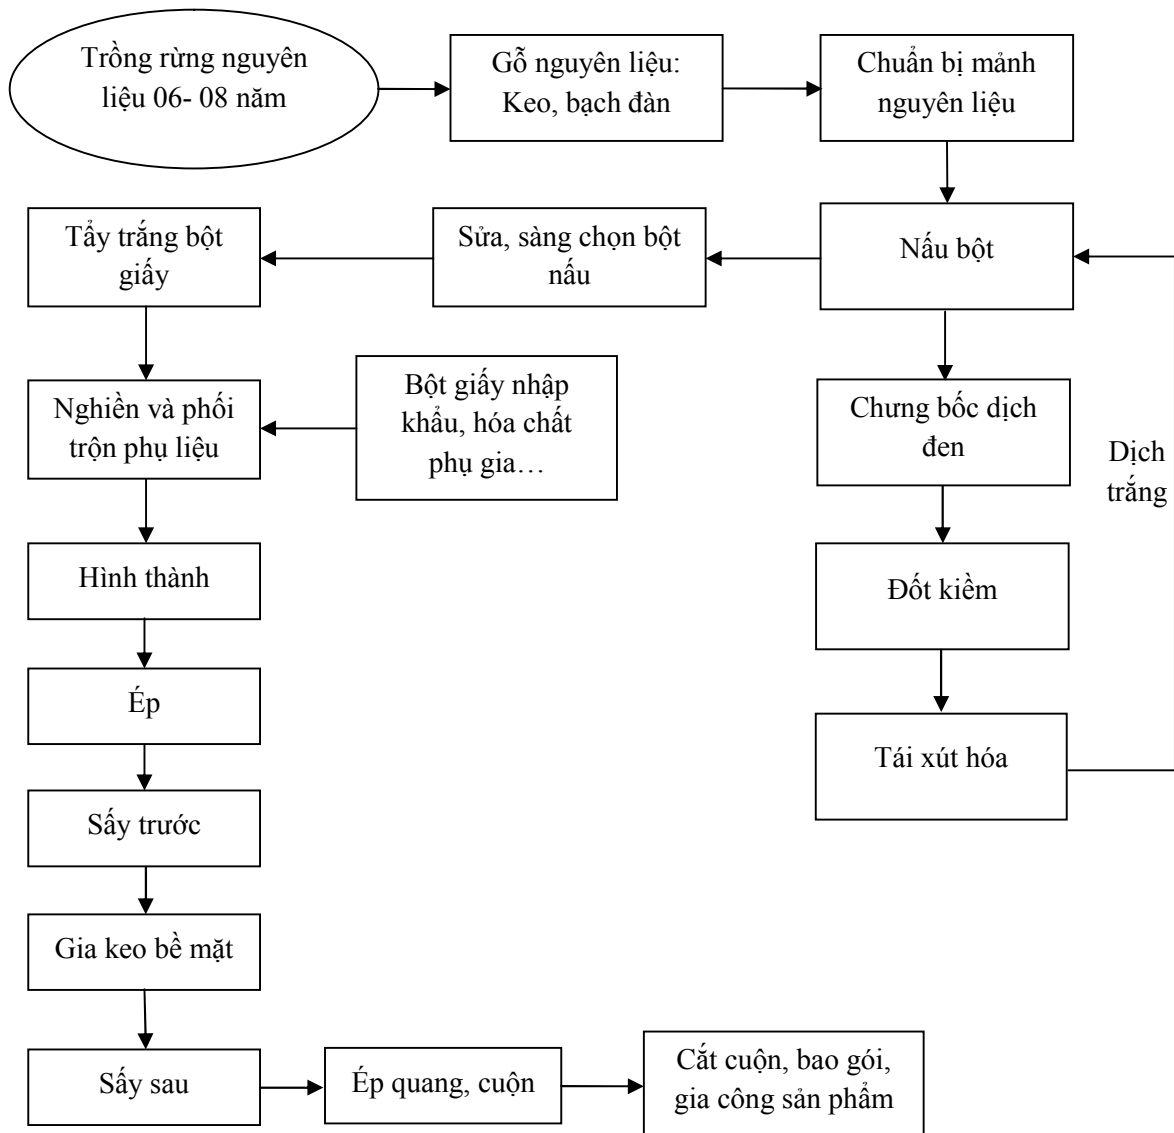 Trồng rừng nguyên
liệu 06- 08 năm
Gỗ nguyên liệu:
Keo, bạch đàn
Chuẩn bị mảnh
nguyên liệu
Tẩy trắng bột
giấy
Sửa, sàng chọn bột
nấu
Nấu bột
Nghiền và phối
trộn phụ liệu
Bột giấy nhập
khẩu, hóa chất
phụ gia…
Chưng bốc dịch
đen
Dịch
trắng
Hình thành
Đốt kiềm
Ép
Tái xút hóa
Sấy trước
Gia keo bề mặt
Sấy sau
Ép quang, cuộn
Cắt cuộn, bao gói,
gia công sản phẩm